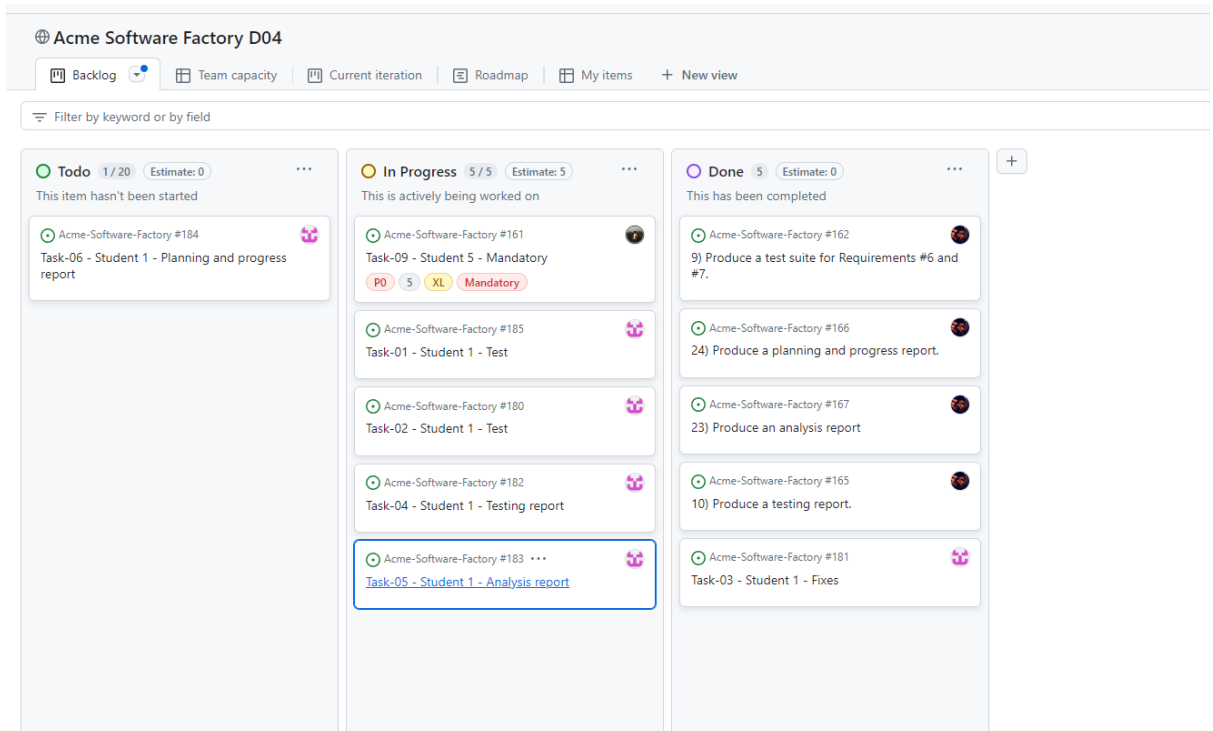 Acme Software Factory D04
Backlog
Team capacity
Current iteration
Roadmap
My items
+ New view
Filter by keyword or by field
Todo 1 / 20 Estimate: 0 ...
This item hasn't been started
Acme-Software-Factory #184
Task-06 - Student 1 - Planning and progress
report
In Progress 5 / 5 Estimate: 5 ...
This is actively being worked on
Acme-Software-Factory #161
Task-09 - Student 5 - Mandatory
P0 5 XL Mandatory
Acme-Software-Factory #185
Task-01 - Student 1 - Test
Acme-Software-Factory #180
Task-02 - Student 1 - Test
Acme-Software-Factory #182
Task-04 - Student 1 - Testing report
Acme-Software-Factory #183 ...
Task-05 - Student 1 - Analysis report
Done 5 Estimate: 0 ...
This has been completed
Acme-Software-Factory #162
9) Produce a test suite for Requirements #6 and
#7.
Acme-Software-Factory #166
24) Produce a planning and progress report.
Acme-Software-Factory #167
23) Produce an analysis report
Acme-Software-Factory #165
10) Produce a testing report.
Acme-Software-Factory #181
Task-03 - Student 1 - Fixes
+